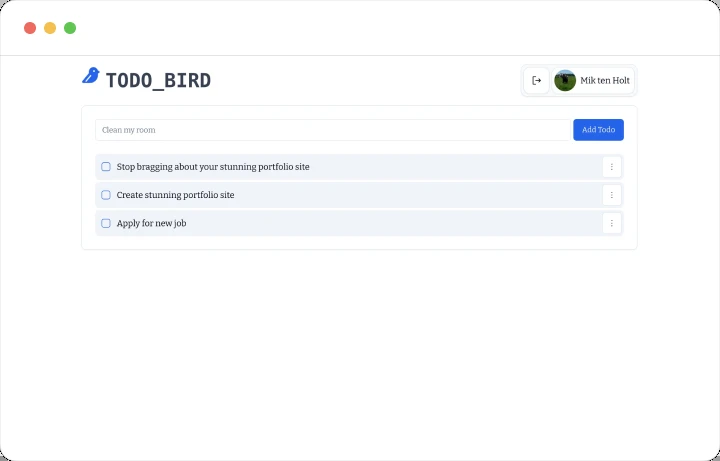 TODO_BIRD
Mik ten Holt
Clean my room
Add Todo
Stop bragging about your stunning portfolio site
Create stunning portfolio site
Apply for new job